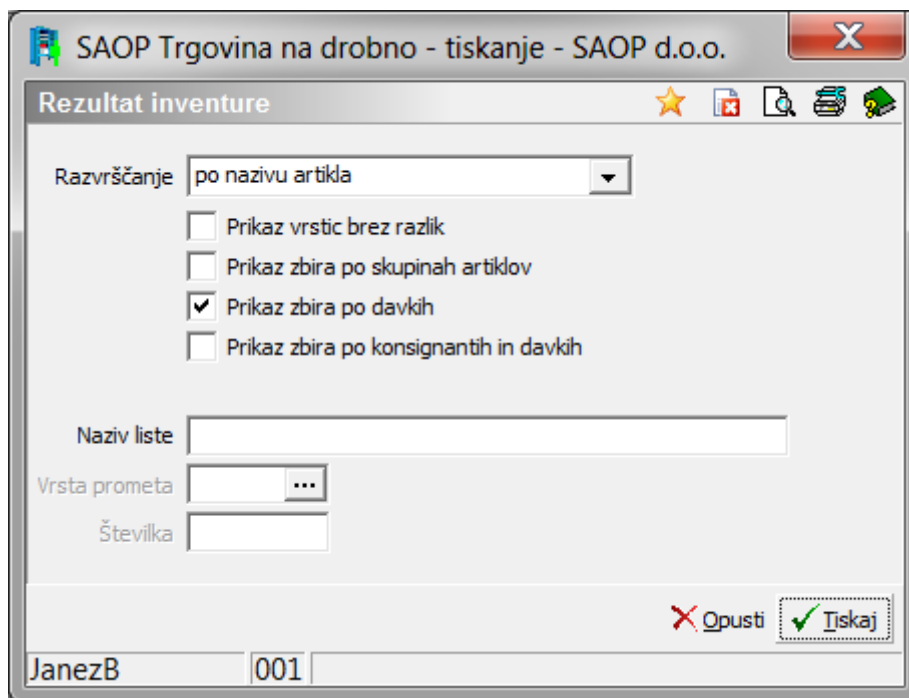 SAOP Trgovina na drobno - tiskanje - SAOP d.o.o.
Rezultat inventure
Razvrščanje po nazivu artikla
Prikaz vrstic brez razlik
Prikaz zbira po skupinah artiklov
Prikaz zbira po davkih
Prikaz zbira po konsignantih in davkih
Naziv liste
Vrsta prometa ...
Številka
Opusti Tiskaj
JanezB 001